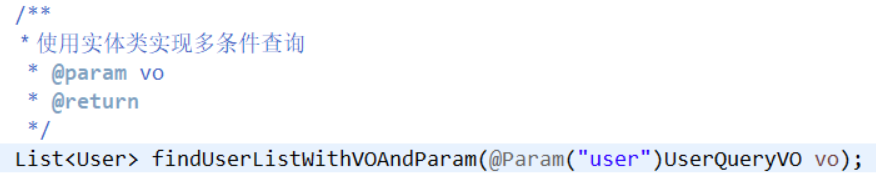 /**
* 使用实体类实现多条件查询
* @param vo
* @return
*/
List<User> findUserListWithVOAndParam(@Param("user")UserQueryVO vo);